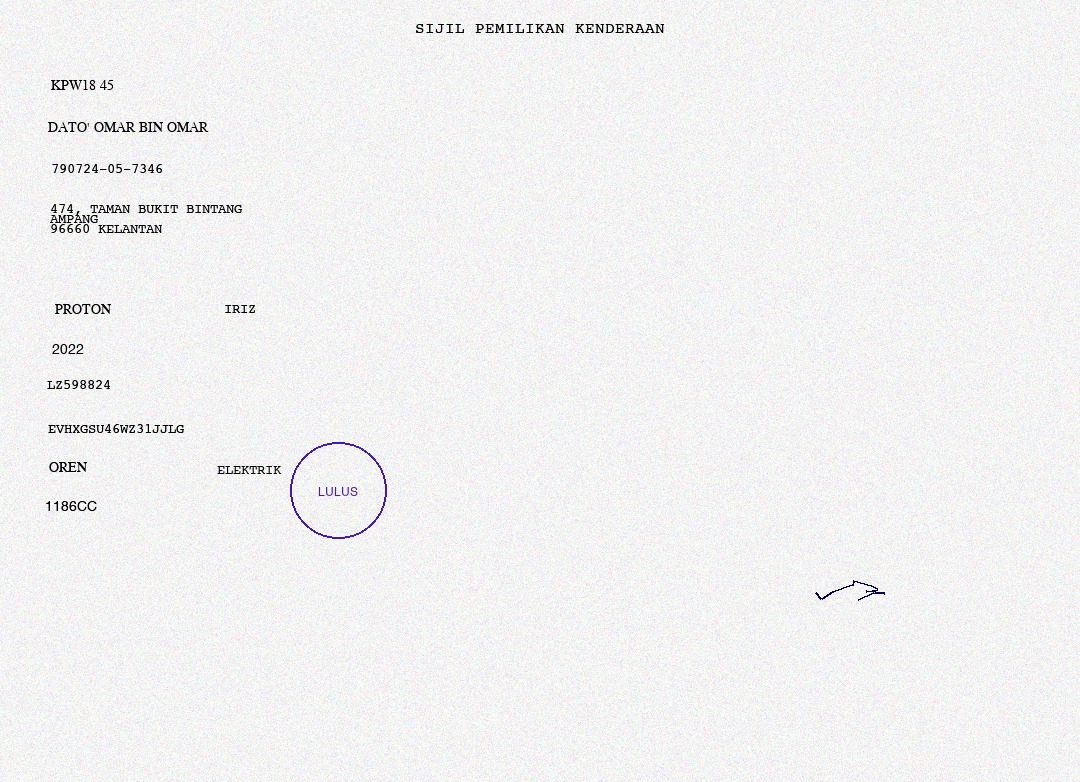 SIJIL PEMILIKAN KENDERAAN
KPW18 45
DATO' OMAR BIN OMAR
790724-05-7346
474, TAMAN BUKIT BINTANG
AMPANG
96660 KELANTAN
PROTON IRIZ
2022
LZ598824
EVHXGSU46WZ31JJLG
OREN ELEKTRIK
LULUS
1186CC